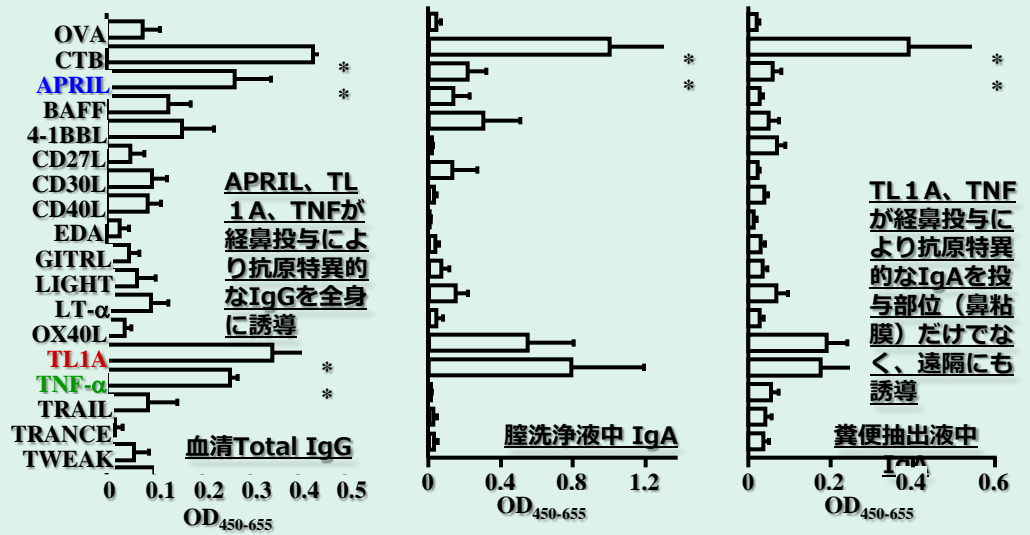 OVA
CTB
APRIL
BAFF
4-1BBL
CD27L
CD30L
CD40L
EDA
GITRL
LIGHT
LT-α
OX40L
TL1A
TNF-α
TRAIL
TRANCE
TWEAK
*
*
*
*
APRIL、TL
１A、TNFが
経鼻投与によ
り抗原特異的
なIgGを全身
に誘導
血清Total IgG
0 0.1 0.2 0.3 0.4 0.5
OD450-655
*
*
膣洗浄液中 IgA
0 0.4 0.8 1.2
OD450-655
*
*
TL１A、TNF
が経鼻投与に
より抗原特異
的なIgAを投
与部位（鼻粘
膜）だけでな
く、遠隔にも
誘導
糞便抽出液中
IgA
0 0.2 0.4 0.6
OD450-655